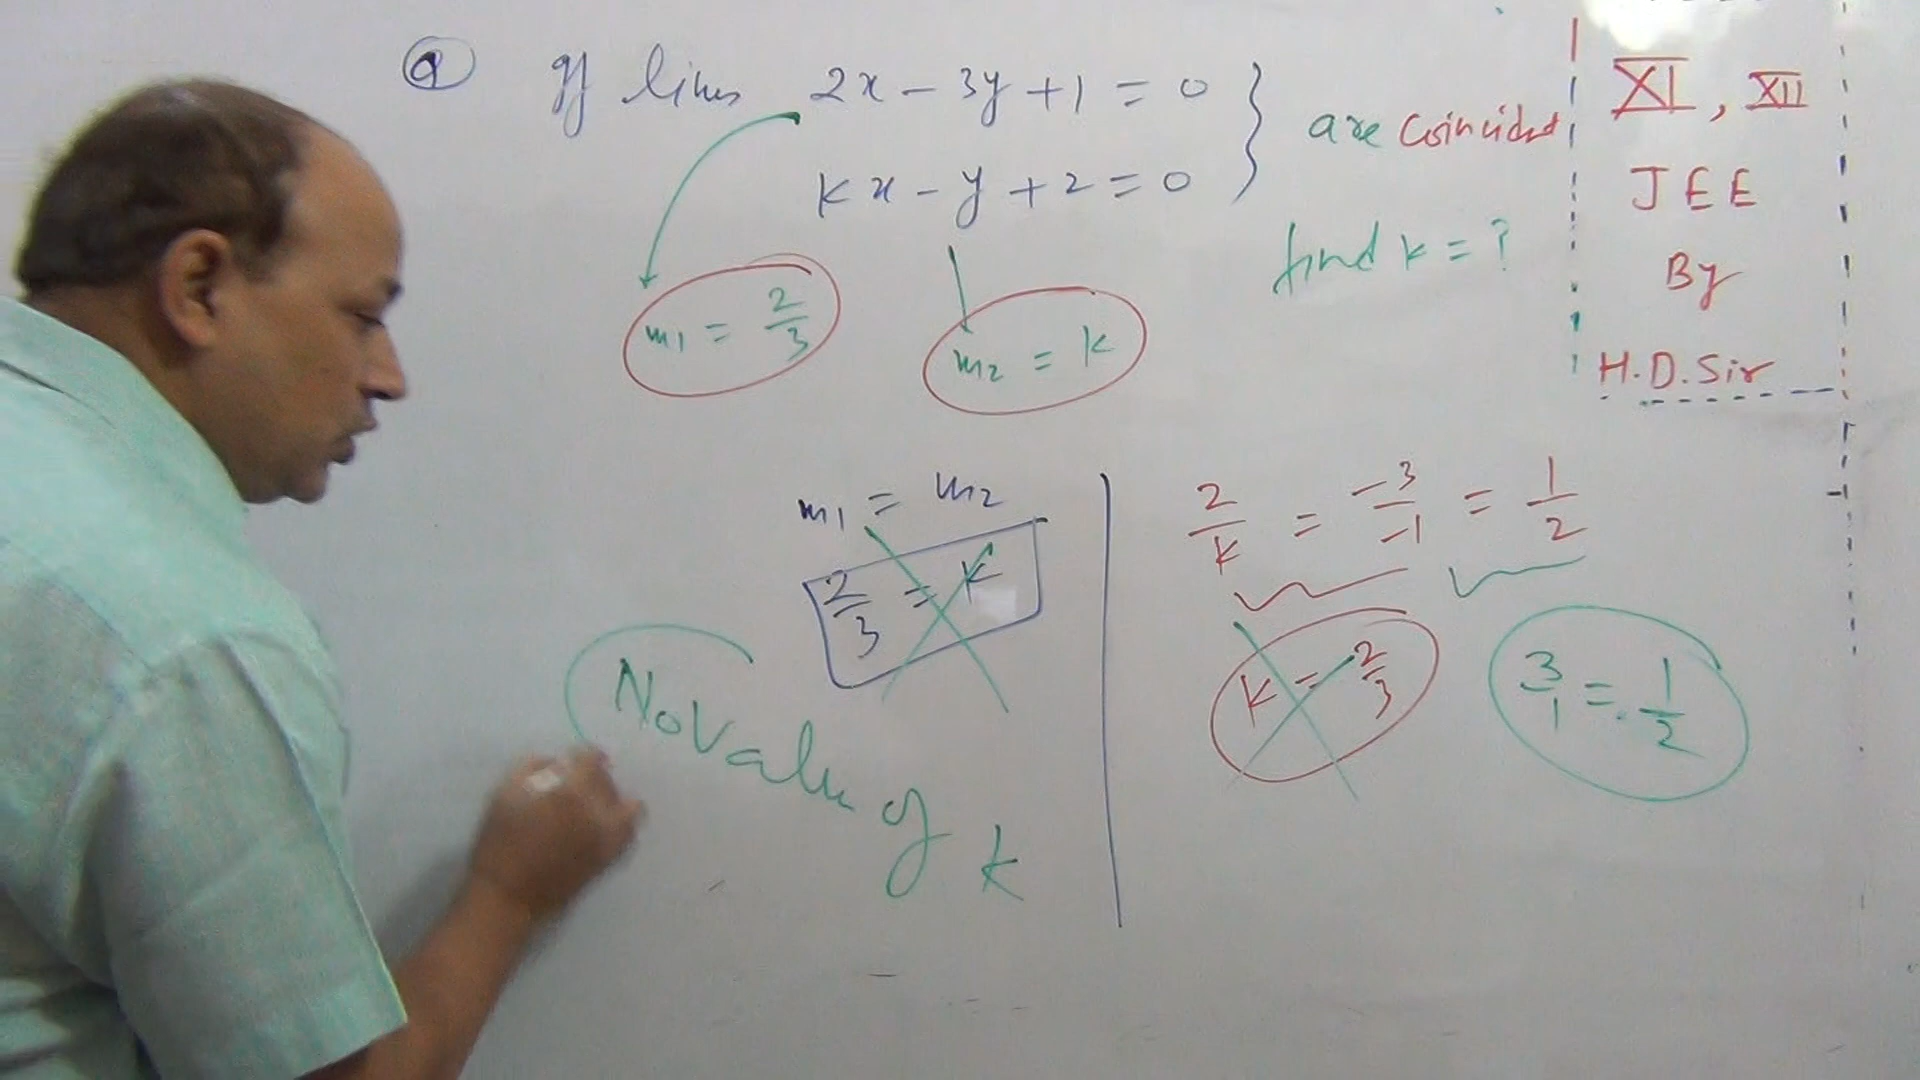 Q If lines 2x - 3y + 1 = 0
kx - y + 2 = 0
are coincident
find k = ?
m1 = 2/3
m2 = k
m1 = m2
2/3 = k
No Value of k
2/k = -3/-1 = 1/2
k = 2/3
3/1 = 1/2
XI, XII
JEE
By
H.D. Sir